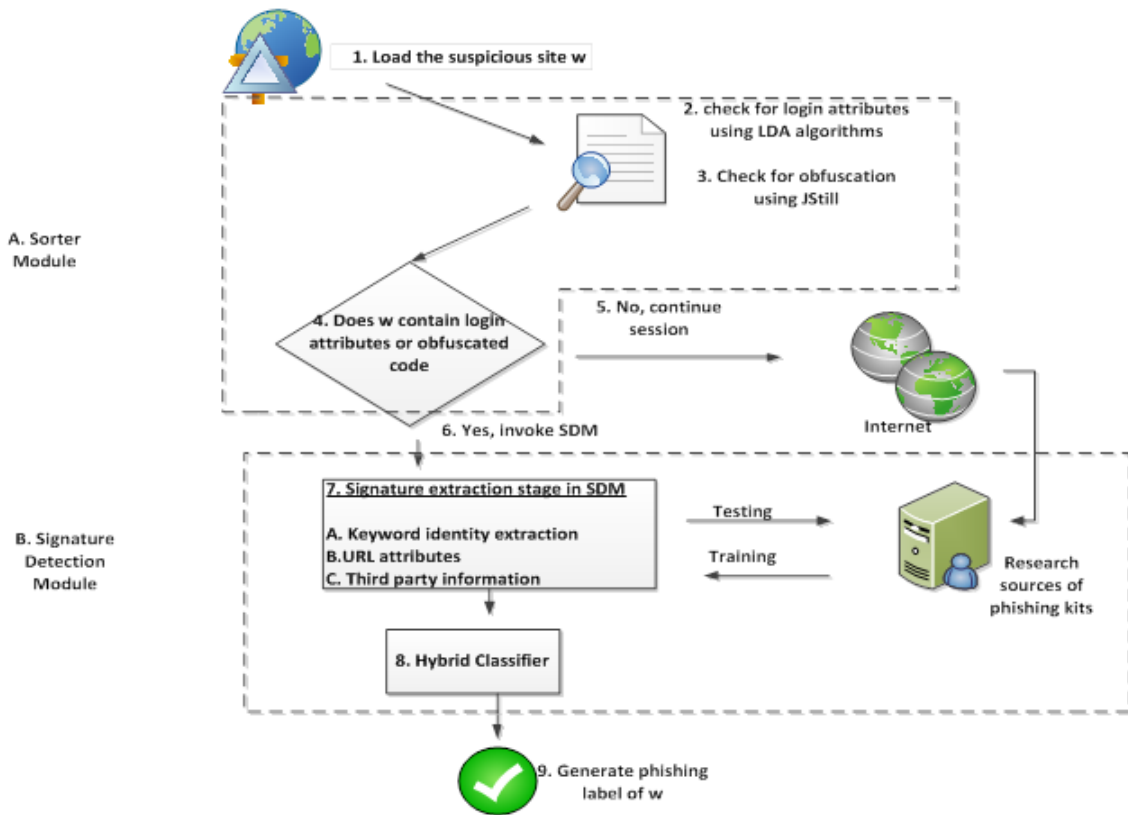 1. Load the suspicious site w
2. check for login attributes
using LDA algorithms
3. Check for obfuscation
using JStill
A. Sorter
Module
4. Does w contain login
attributes or obfuscated
code
5. No, continue
session
Internet
6. Yes, invoke SDM
B. Signature
Detection
Module
7. Signature extraction stage in SDM
A. Keyword identity extraction
B.URL attributes
C. Third party information
Testing
Training
Research
sources of
phishing kits
8. Hybrid Classifier
9. Generate phishing
label of w